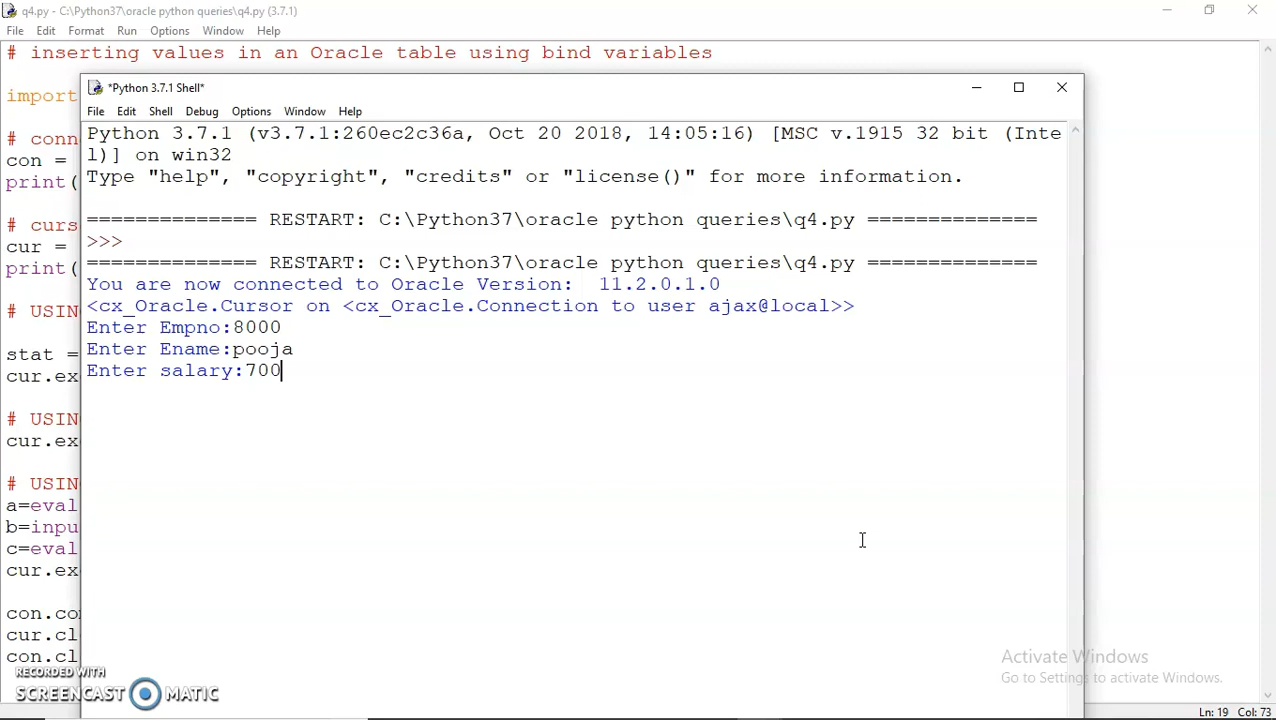 q4.py - C:\Python37\oracle python queries\q4.py (3.7.1)
File Edit Format Run Options Window Help
# inserting values in an Oracle table using bind variables
import
# conn
con =
print(
# curs
cur =
print(
# USIN
stat =
cur.ex
# USIN
cur.ex
# USIN
a=eval
b=inpu
c=eval
cur.ex
con.co
cur.cl
con.cl
*Python 3.7.1 Shell*
File Edit Shell Debug Options Window Help
Python 3.7.1 (v3.7.1:260ec2c36a, Oct 20 2018, 14:05:16) [MSC v.1915 32 bit (Inte
l)] on win32
Type "help", "copyright", "credits" or "license()" for more information.
============== RESTART: C:\Python37\oracle python queries\q4.py ==============
>>>
============== RESTART: C:\Python37\oracle python queries\q4.py ==============
You are now connected to Oracle Version:  11.2.0.1.0
<cx_Oracle.Cursor on <cx_Oracle.Connection to user ajax@local>>
Enter Empno:8000
Enter Ename:pooja
Enter salary:700
Activate Windows
Go to Settings to activate Windows.
RECORDED WITH
SCREENCAST MATIC
Ln: 19 Col: 73